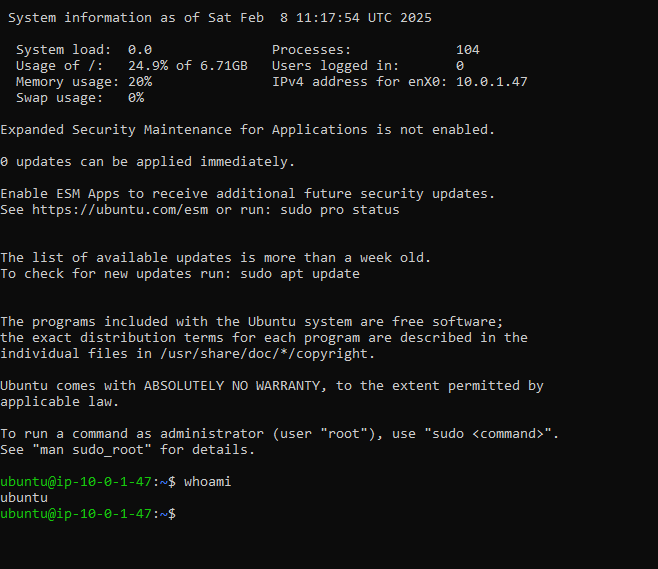 System information as of Sat Feb  8 11:17:54 UTC 2025
System load:  0.0               Processes:             104
Usage of /:   24.9% of 6.71GB   Users logged in:       0
Memory usage: 20%               IPv4 address for enX0: 10.0.1.47
Swap usage:   0%
Expanded Security Maintenance for Applications is not enabled.
0 updates can be applied immediately.
Enable ESM Apps to receive additional future security updates.
See https://ubuntu.com/esm or run: sudo pro status
The list of available updates is more than a week old.
To check for new updates run: sudo apt update
The programs included with the Ubuntu system are free software;
the exact distribution terms for each program are described in the
individual files in /usr/share/doc/*/copyright.
Ubuntu comes with ABSOLUTELY NO WARRANTY, to the extent permitted by
applicable law.
To run a command as administrator (user "root"), use "sudo <command>".
See "man sudo_root" for details.
ubuntu@ip-10-0-1-47:~$ whoami
ubuntu
ubuntu@ip-10-0-1-47:~$